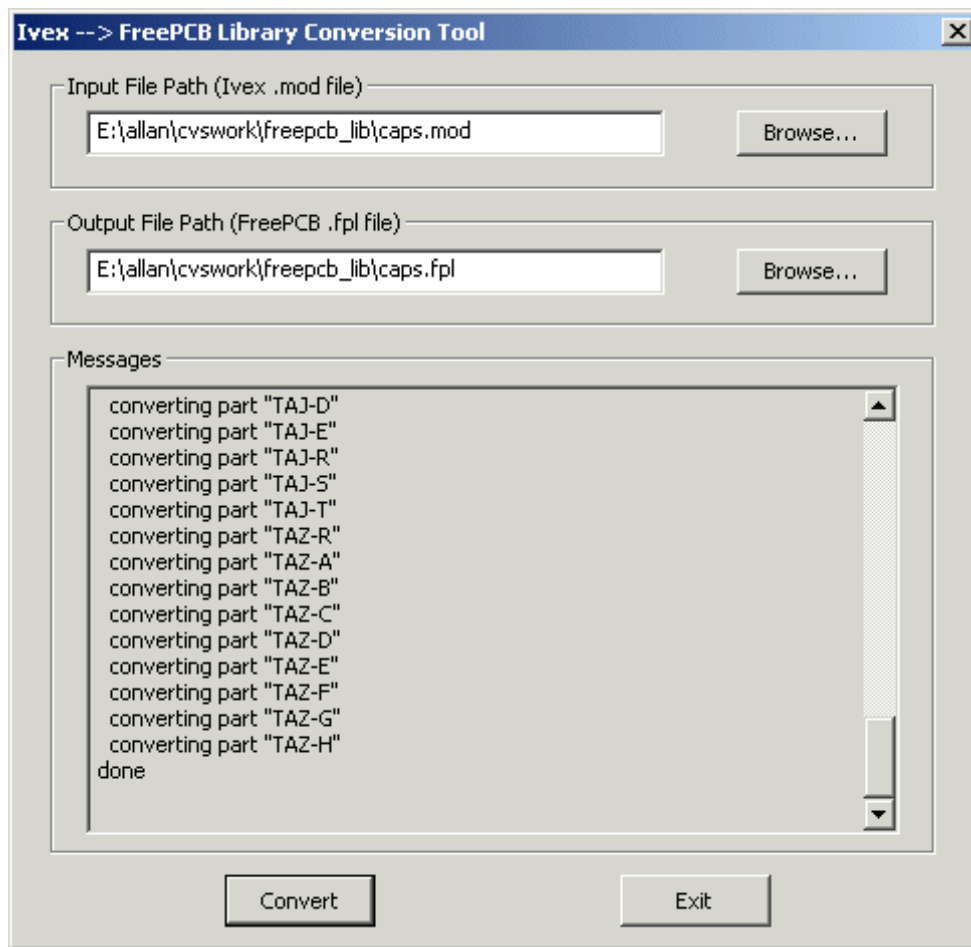 Ivex --> FreePCB Library Conversion Tool
Input File Path (Ivex .mod file)
E:\allan\cvswork\freepcb_lib\caps.mod
Browse...
Output File Path (FreePCB .fpl file)
E:\allan\cvswork\freepcb_lib\caps.fpl
Browse...
Messages
converting part "TAJ-D"
converting part "TAJ-E"
converting part "TAJ-R"
converting part "TAJ-S"
converting part "TAJ-T"
converting part "TAZ-R"
converting part "TAZ-A"
converting part "TAZ-B"
converting part "TAZ-C"
converting part "TAZ-D"
converting part "TAZ-E"
converting part "TAZ-F"
converting part "TAZ-G"
converting part "TAZ-H"
done
Convert
Exit